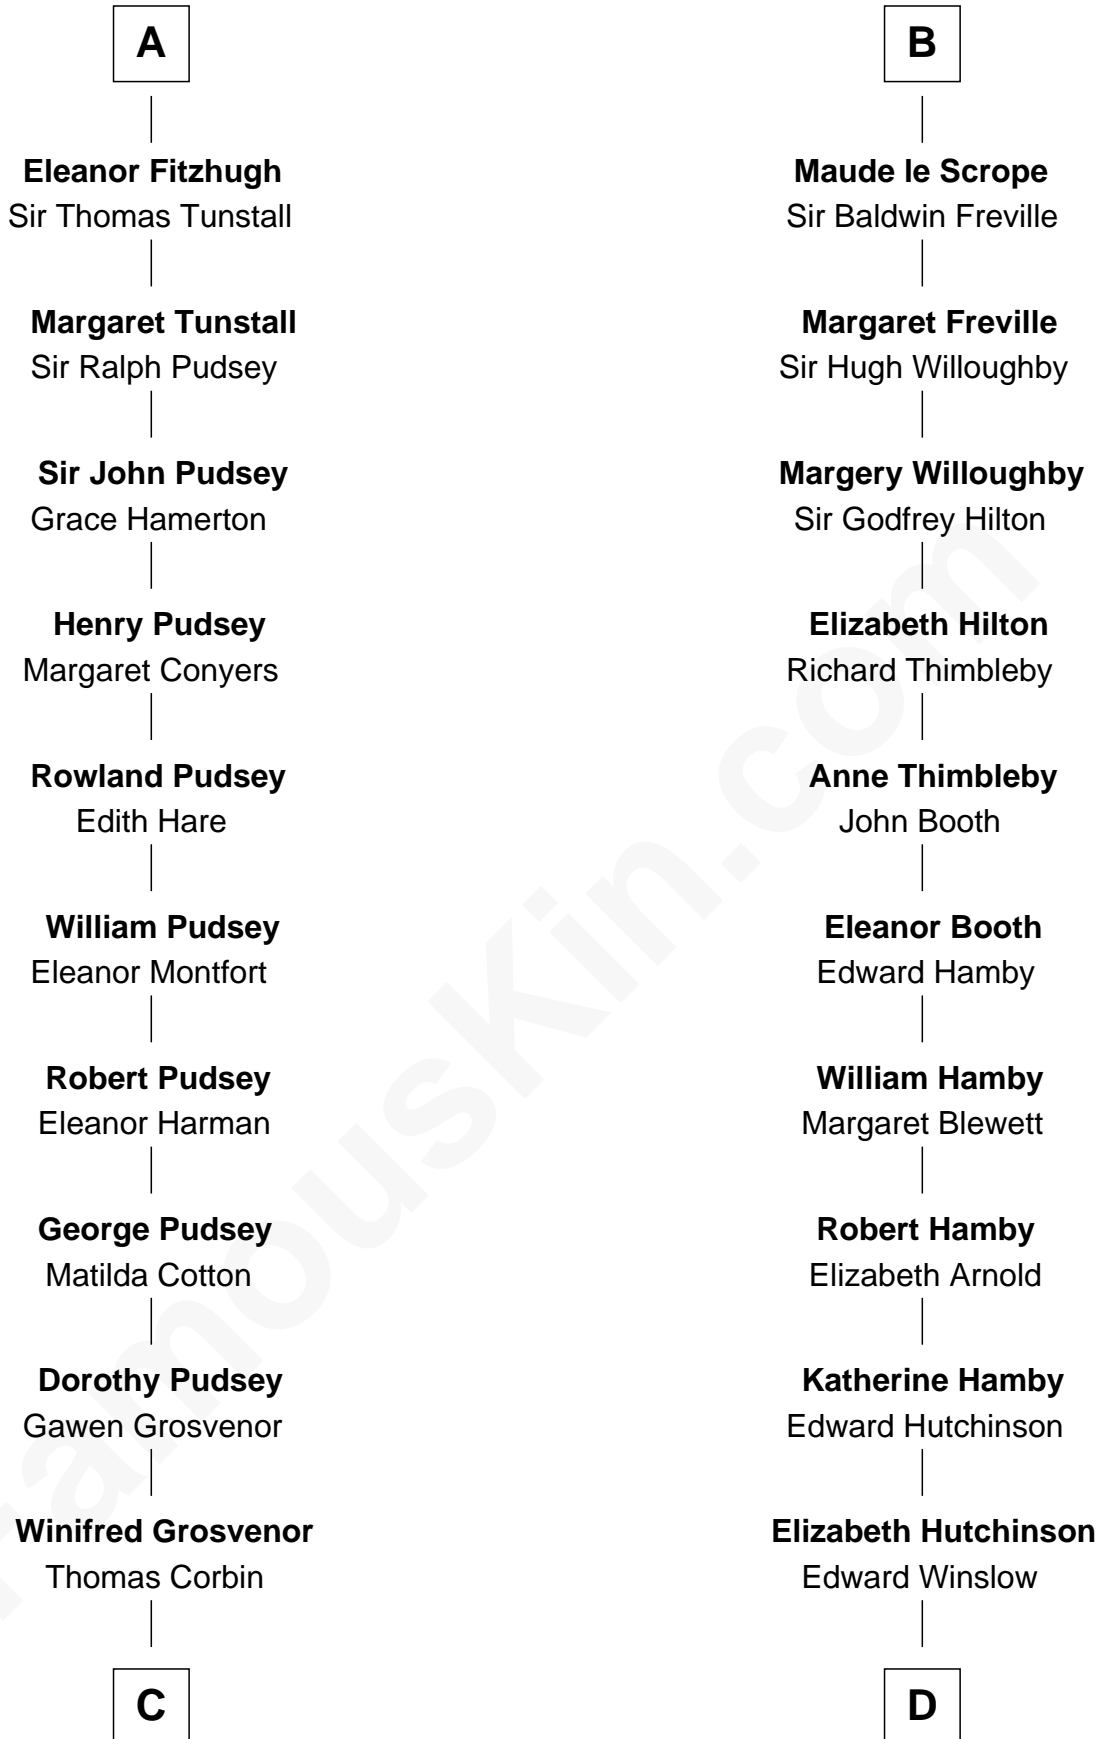 A
Eleanor Fitzhugh
Sir Thomas Tunstall
Margaret Tunstall
Sir Ralph Pudsey
Sir John Pudsey
Grace Hamerton
Henry Pudsey
Margaret Conyers
Rowland Pudsey
Edith Hare
William Pudsey
Eleanor Montfort
Robert Pudsey
Eleanor Harman
George Pudsey
Matilda Cotton
Dorothy Pudsey
Gawen Grosvenor
Winifred Grosvenor
Thomas Corbin
C
B
Maude le Scrope
Sir Baldwin Freville
Margaret Freville
Sir Hugh Willoughby
Margery Willoughby
Sir Godfrey Hilton
Elizabeth Hilton
Richard Thimbleby
Anne Thimbleby
John Booth
Eleanor Booth
Edward Hamby
William Hamby
Margaret Blewett
Robert Hamby
Elizabeth Arnold
Katherine Hamby
Edward Hutchinson
Elizabeth Hutchinson
Edward Winslow
D
FamousKin.com